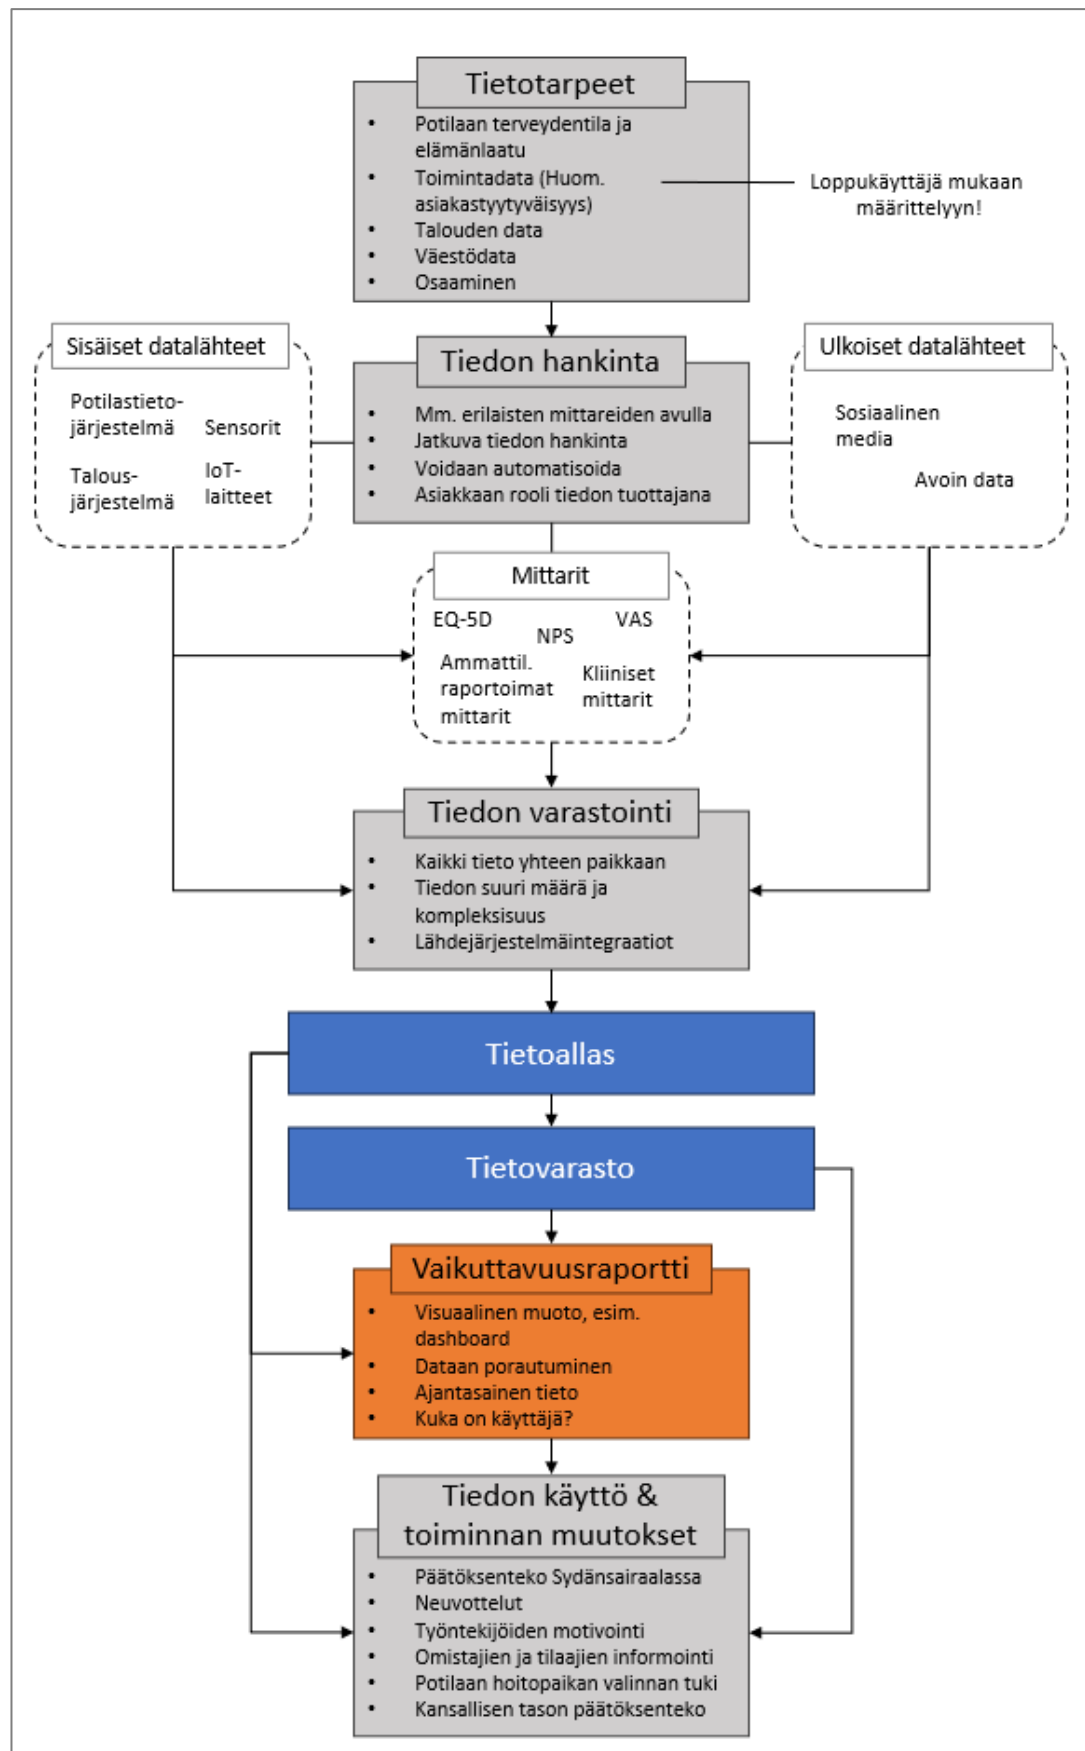 Tietotarpeet
• Potilaan terveydentila ja
elämänlaatu
• Toimintadata (Huom.
asiakastyytyväisyys)
• Talouden data
• Väestödata
• Osaaminen
Loppukäyttäjä mukaan
määrittelyyn!
Sisäiset datalähteet
Potilastieto-
järjestelmä
Sensorit
Talous-
järjestelmä
IoT-
laitteet
Tiedon hankinta
• Mm. erilaisten mittareiden avulla
• Jatkuva tiedon hankinta
• Voidaan automatisoida
• Asiakkaan rooli tiedon tuottajana
Ulkoiset datalähteet
Sosiaalinen
media
Avoin data
Mittarit
EQ-5D
NPS
VAS
Ammattil.
raportoimat
mittarit
Kliiniset
mittarit
Tiedon varastointi
• Kaikki tieto yhteen paikkaan
• Tiedon suuri määrä ja
kompleksisuus
• Lähdejärjestelmäintegraatiot
Tietoallas
Tietovarasto
Vaikuttavuusraportti
• Visuaalinen muoto, esim.
dashboard
• Dataan porautuminen
• Ajantasainen tieto
• Kuka on käyttäjä?
Tiedon käyttö &
toiminnan muutokset
• Päätöksenteko Sydänsairaalassa
• Neuvottelut
• Työntekijöiden motivointi
• Omistajien ja tilaajien informointi
• Potilaan hoitopaikan valinnan tuki
• Kansallisen tason päätöksenteko